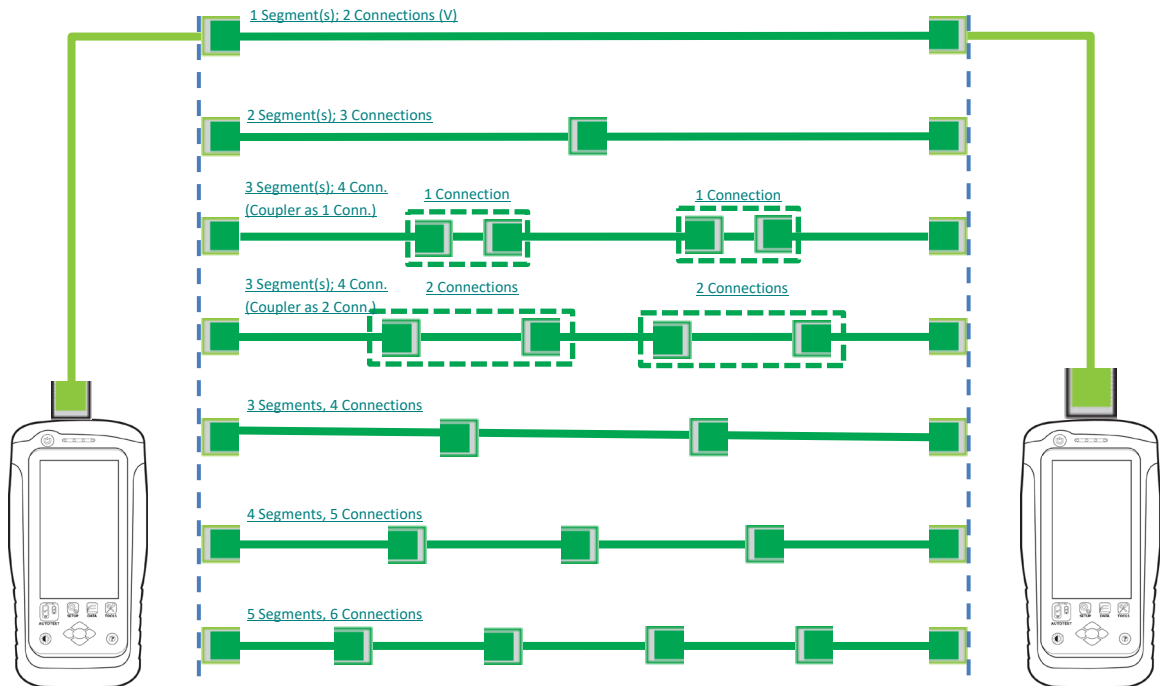 1 Segment(s); 2 Connections (V)
2 Segment(s); 3 Connections
3 Segment(s); 4 Conn.
(Coupler as 1 Conn.)
1 Connection
1 Connection
3 Segment(s); 4 Conn.
(Coupler as 2 Conn.)
2 Connections
2 Connections
3 Segments, 4 Connections
4 Segments, 5 Connections
5 Segments, 6 Connections
AUTOTEST SETUP DATA TOOLS
AUTOTEST SETUP DATA TOOLS